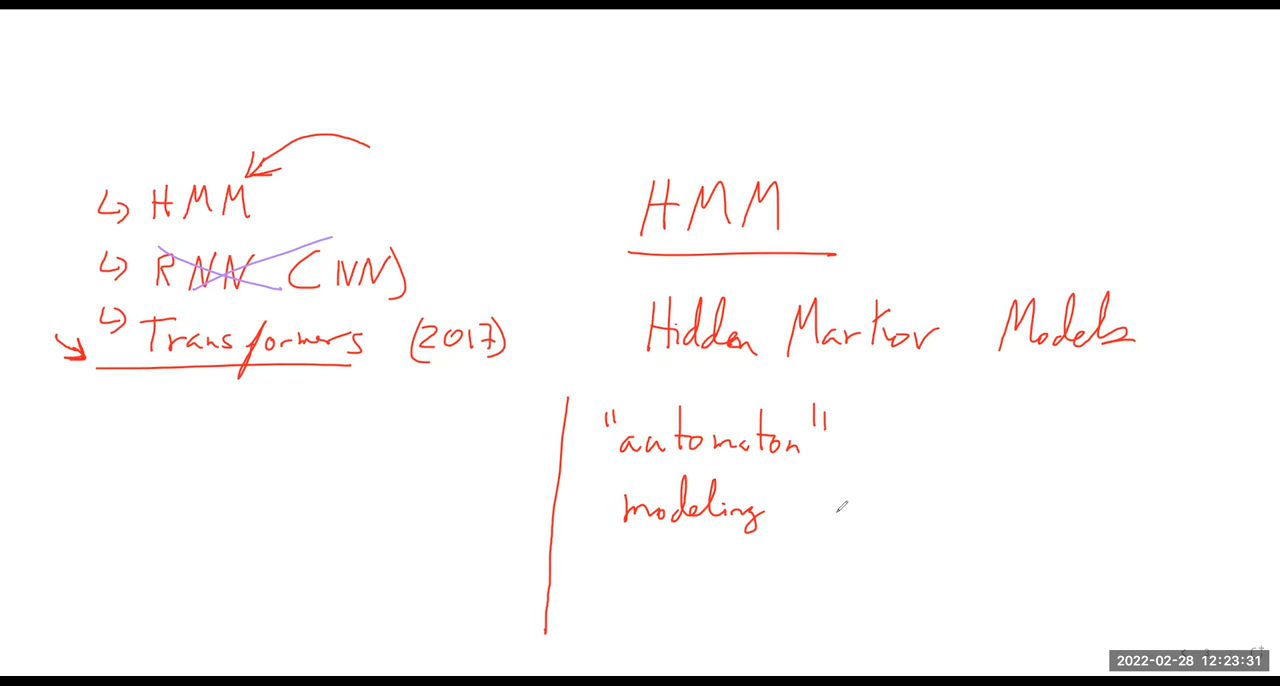 ↳ HMM
↳ RNN (NN)
↳ Transformers (2017)
HMM
Hidden Markov Models
"automaton"
modeling
2022-02-28 12:23:31